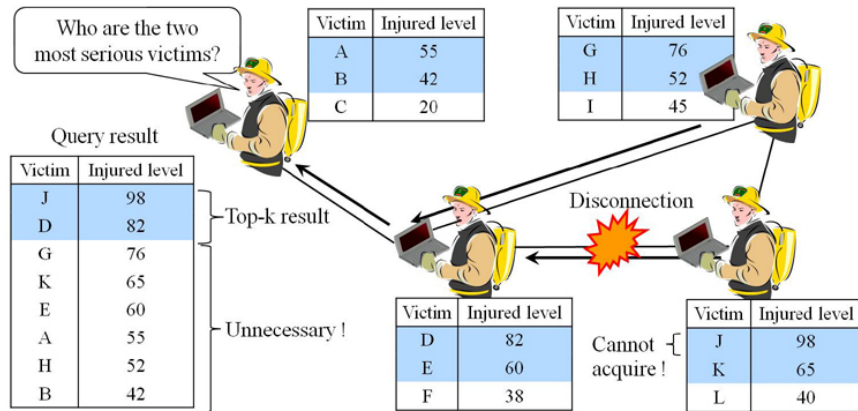 Who are the two
most serious victims?
Victim Injured level
A 55
B 42
C 20
Victim Injured level
G 76
H 52
I 45
Query result
Victim Injured level
J 98
D 82
G 76
K 65
E 60
A 55
H 52
B 42
Top-k result
Unnecessary !
Disconnection
Victim Injured level
D 82
E 60
F 38
Cannot
acquire !
Victim Injured level
J 98
K 65
L 40